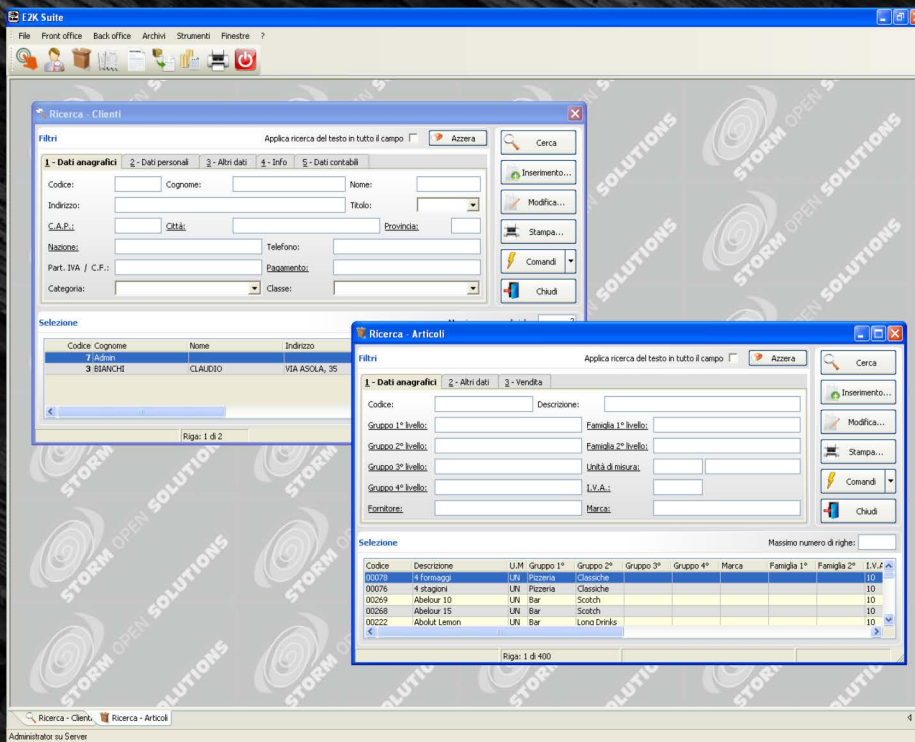 E2K Suite
File Front office Back office Archivi Strumenti Finestre ?
Ricerca - Clienti
Filtri Applica ricerca del testo in tutto il campo Azzera
1 - Dati anagrafici 2 - Dati personali 3 - Altri dati 4 - Info 5 - Dati contabili
Codice: Cognome: Nome:
Indirizzo: Titolo:
C.A.P.: Città: Provincia:
Nazione: Telefono:
Part. IVA / C.F.: Pagamento:
Categoria: Classe:
Cerca
Inserimento...
Modifica...
Stampa...
Comandi
Chiudi
Selezione
Codice Cognome Nome Indirizzo
7 Admin
3 BIANCHI CLAUDIO VIA ASOLA, 35
Riga: 1 di 2
Ricerca - Articoli
Filtri Applica ricerca del testo in tutto il campo Azzera
1 - Dati anagrafici 2 - Altri dati 3 - Vendita
Codice: Descrizione:
Gruppo 1° livello: Famiglia 1° livello:
Gruppo 2° livello: Famiglia 2° livello:
Gruppo 3° livello: Unità di misura:
Gruppo 4° livello: I.V.A.:
Fornitore: Marca:
Cerca
Inserimento...
Modifica...
Stampa...
Comandi
Chiudi
Selezione Massimo numero di righe:
Codice Descrizione U.M Gruppo 1° Gruppo 2° Gruppo 3° Gruppo 4° Marca Famiglia 1° Famiglia 2° I.V.A
00078 4 formaggi UN Pizzeria Classiche 10
00076 4 stagioni UN Pizzeria Classiche 10
00269 Abelour 10 UN Bar Scotch 10
00268 Abelour 15 UN Bar Scotch 10
00222 Abolut Lemon UN Bar Long Drinks 10
Riga: 1 di 400
STORM OPEN SOLUTIONS
Ricerca - Clienti Ricerca - Articoli
Administrator su Server